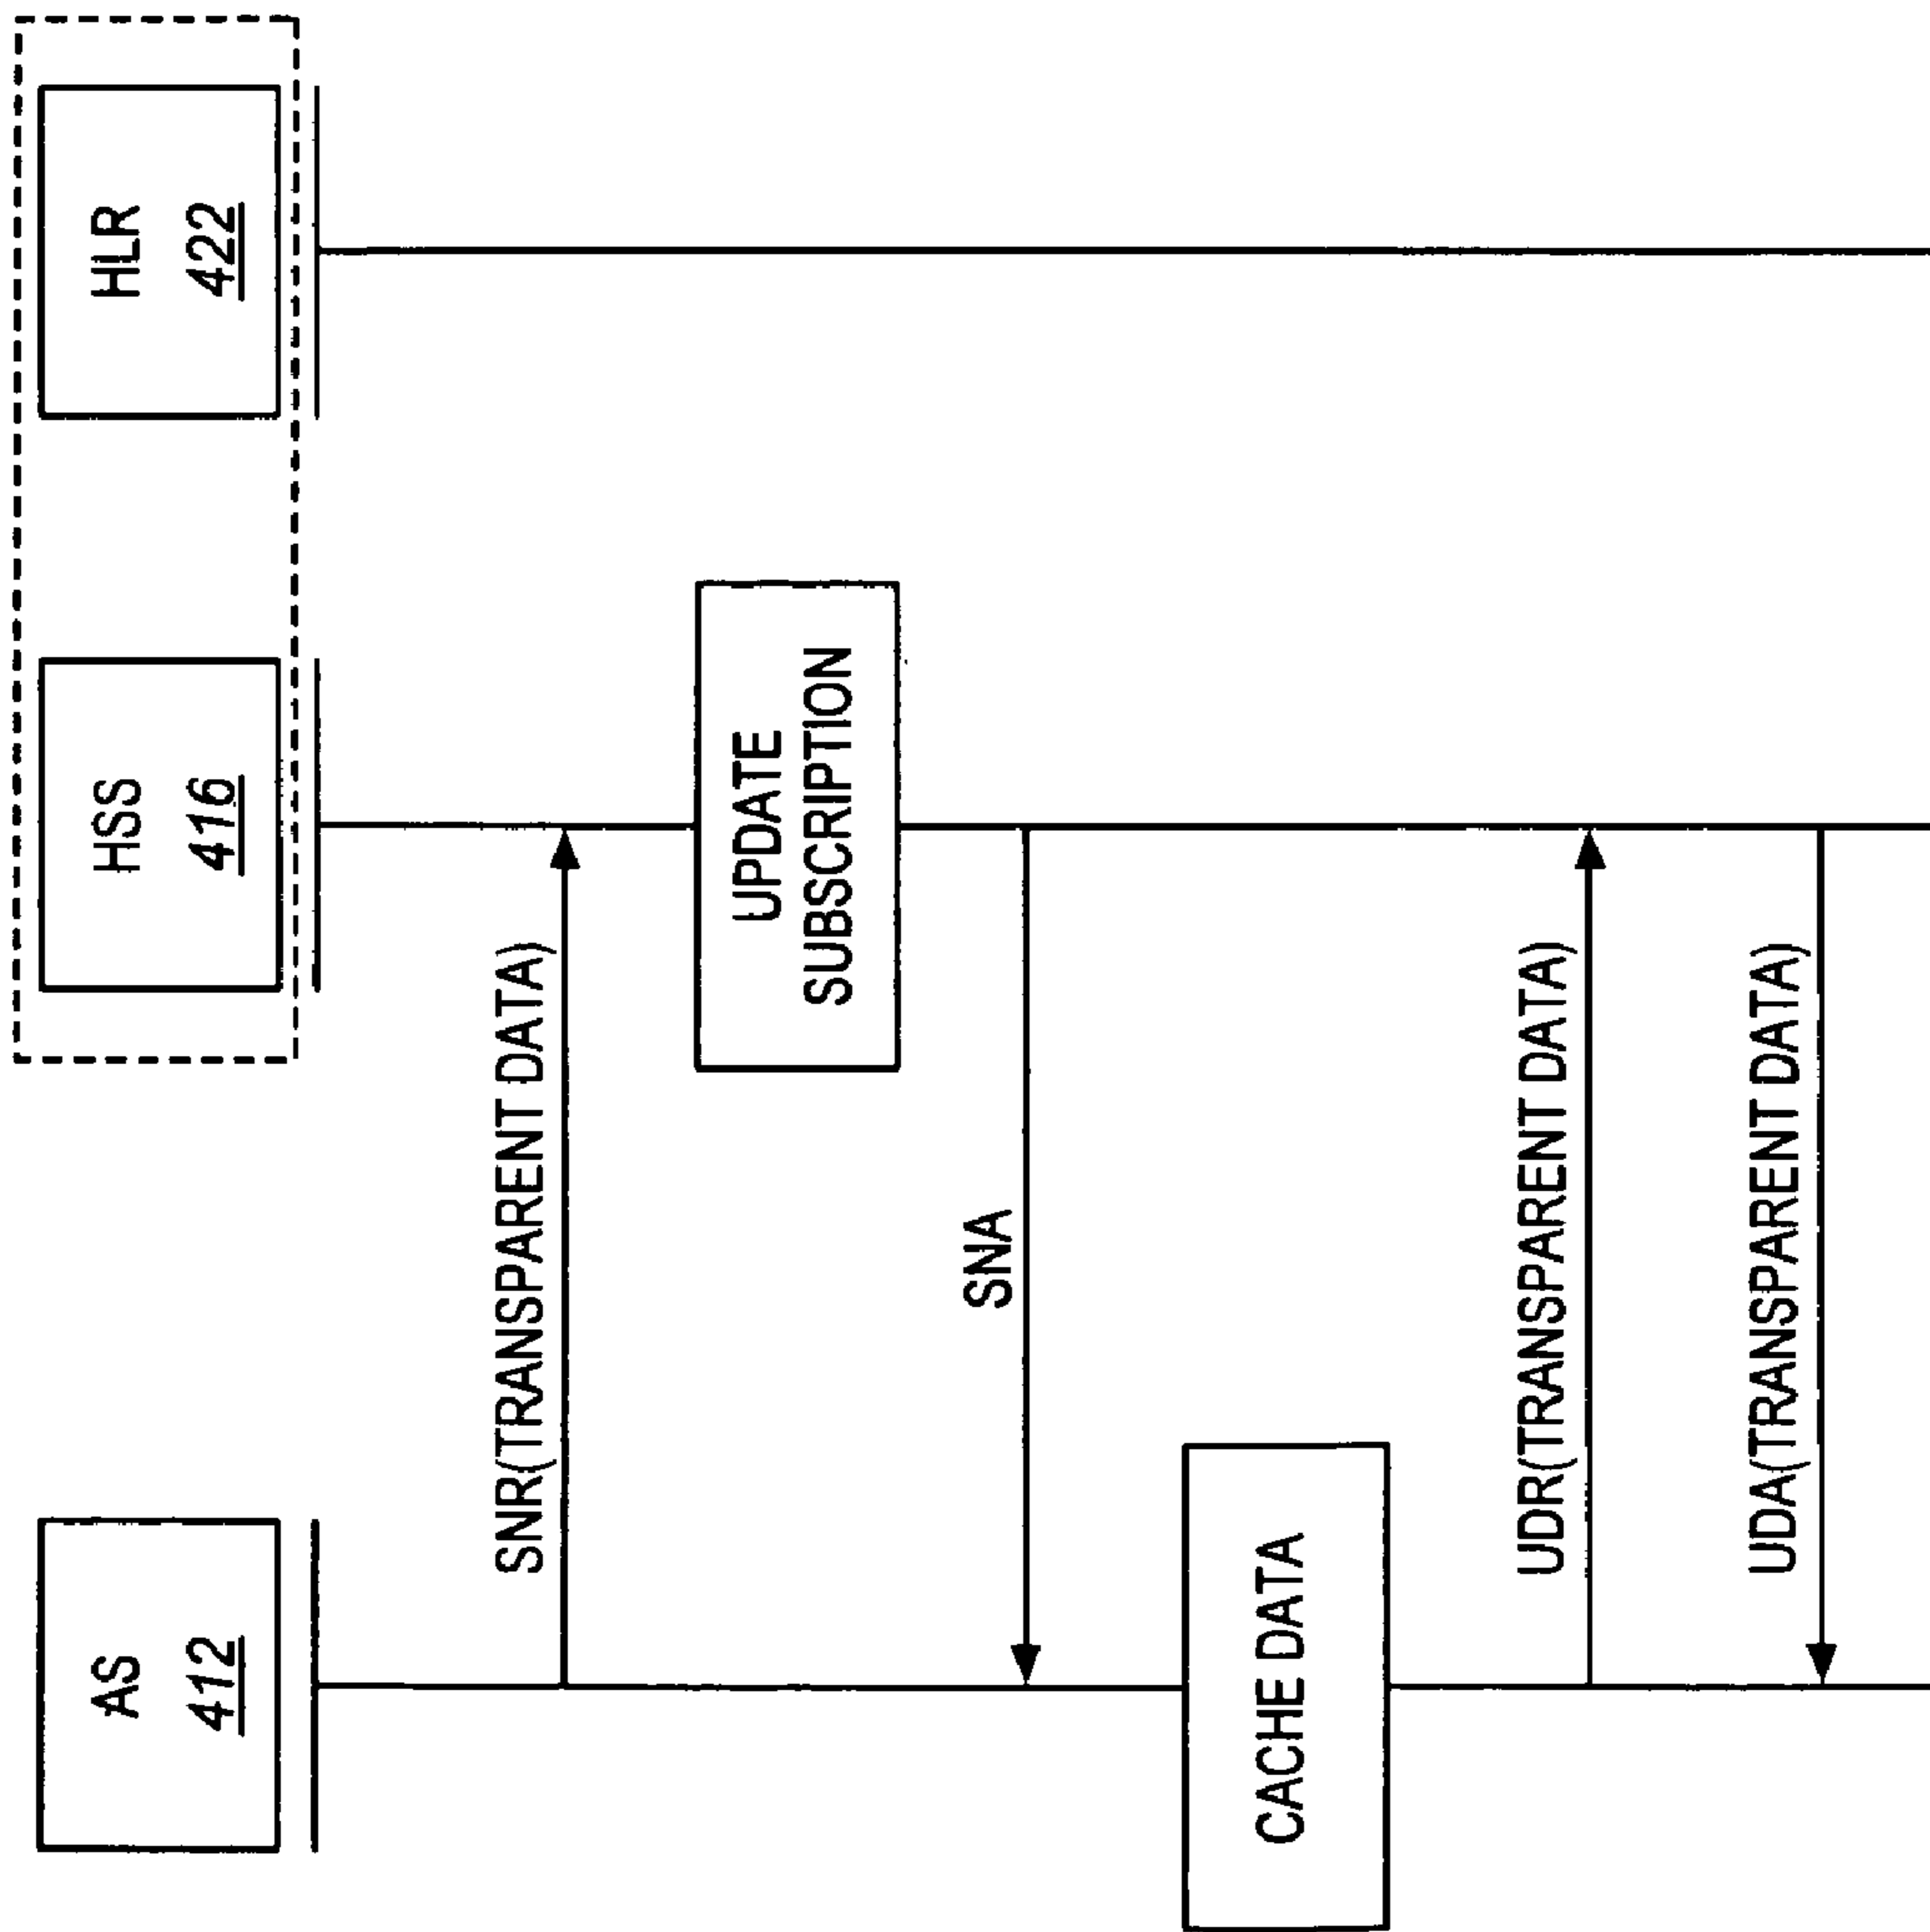 AS
412
HSS
416
HLR
422
SNR(TRANSPARENT DATA)
UPDATE
SUBSCRIPTION
SNA
CACHE DATA
UDR(TRANSPARENT DATA)
UDA(TRANSPARENT DATA)